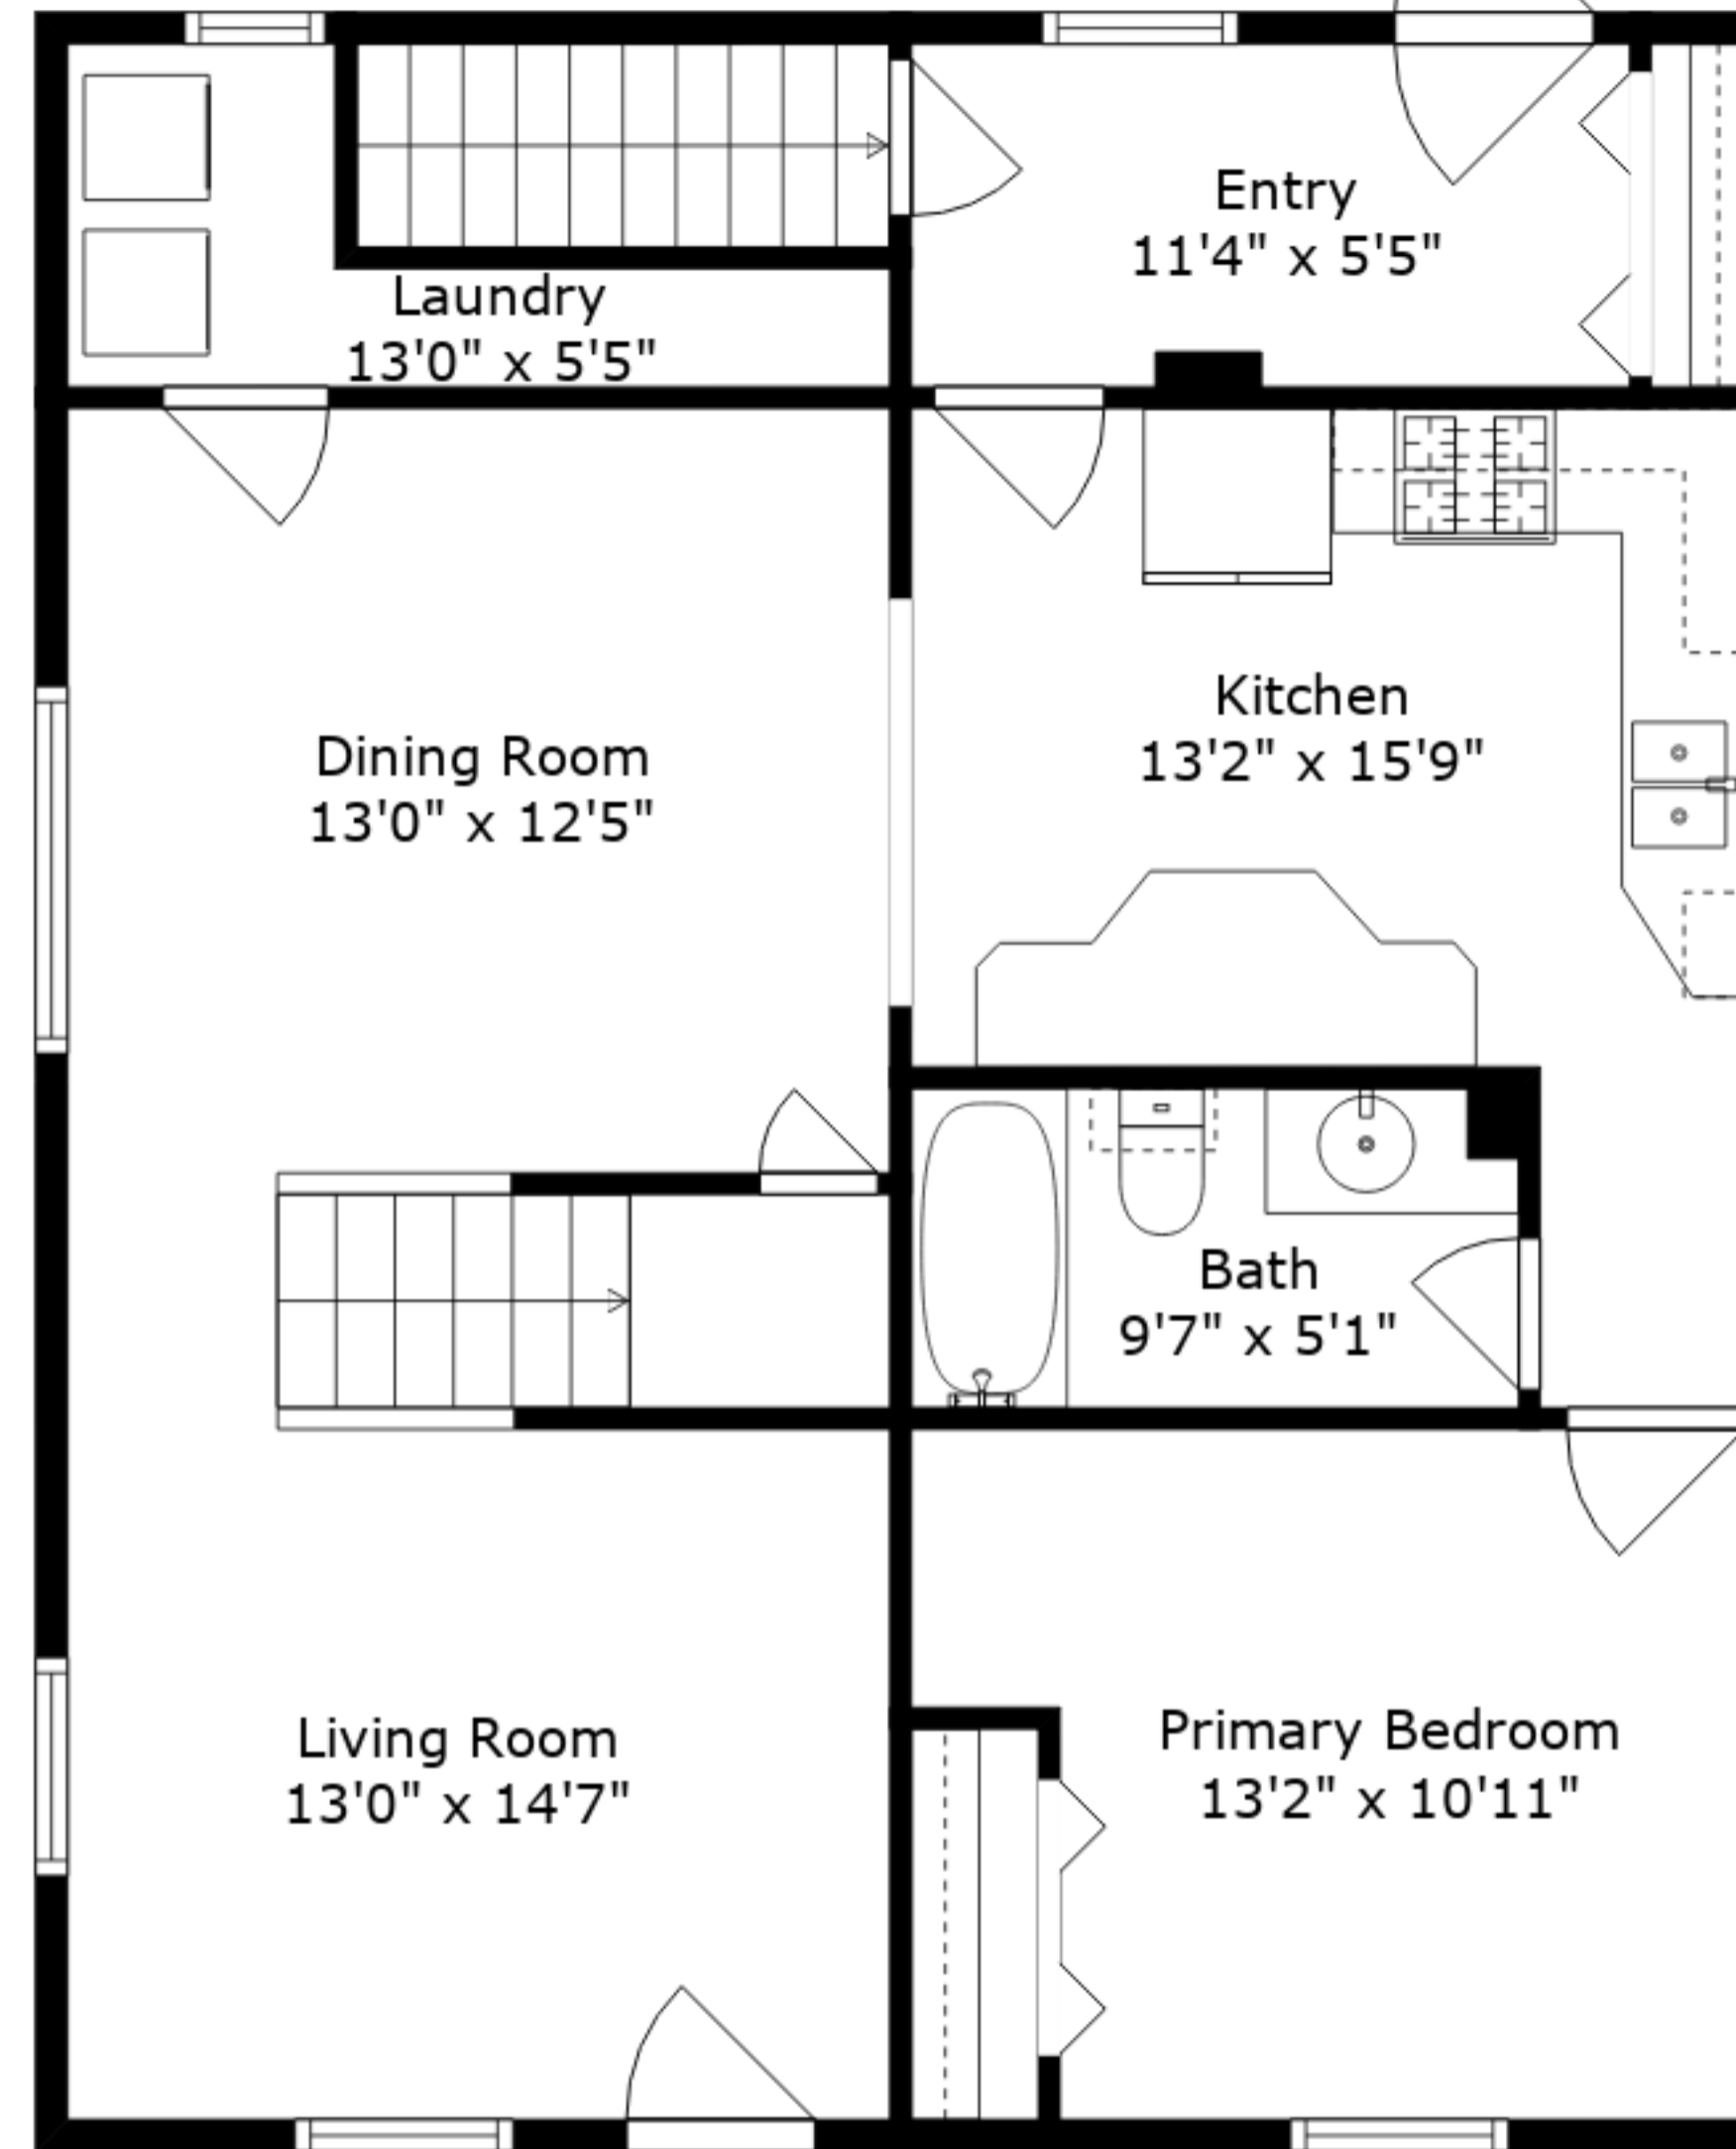 Entry
11'4" x 5'5"
Laundry
13'0" x 5'5"
Kitchen
13'2" x 15'9"
Dining Room
13'0" x 12'5"
Bath
9'7" x 5'1"
Living Room
13'0" x 14'7"
Primary Bedroom
13'2" x 10'11"